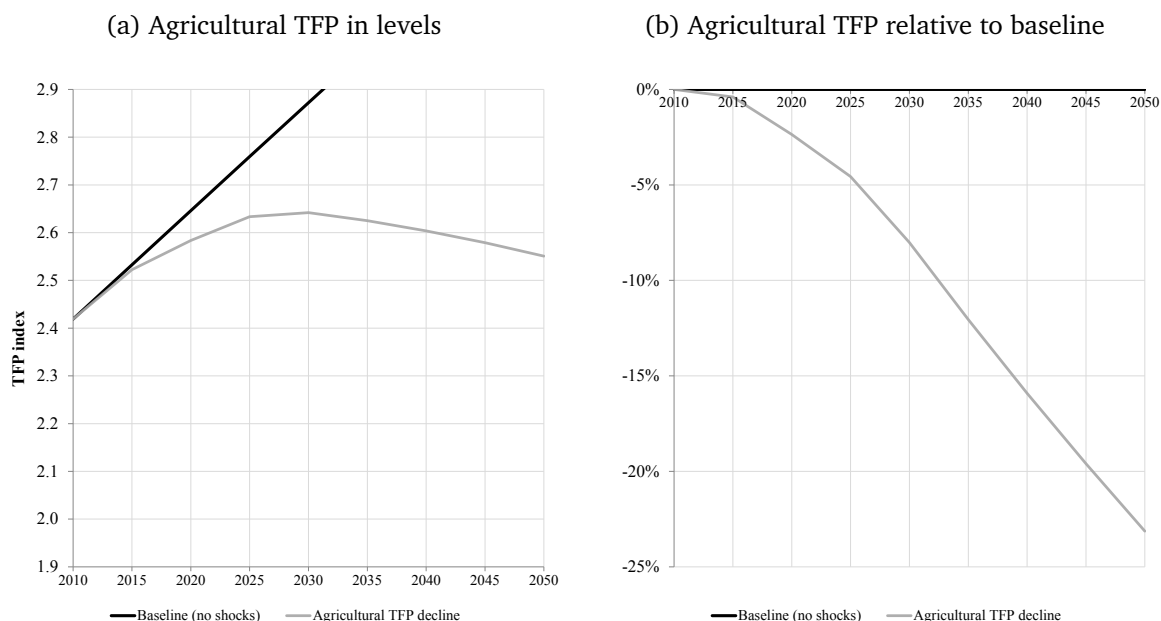 (a) Agricultural TFP in levels
2.9
2.8
2.7
2.6
2.5
2.4
2.3
2.2
2.1
2.0
1.9
TFP index
2010 2015 2020 2025 2030 2035 2040 2045 2050
Baseline (no shocks) Agricultural TFP decline
(b) Agricultural TFP relative to baseline
0%
2010 2015 2020 2025 2030 2035 2040 2045 2050
-5%
-10%
-15%
-20%
-25%
Baseline (no shocks) Agricultural TFP decline